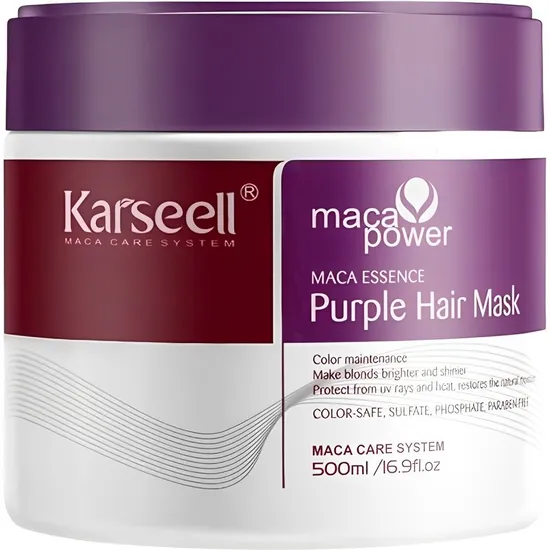 Karseell®
MACA CARE SYSTEM
maca
power
MACA ESSENCE
Purple Hair Mask
Color maintenance
Make blonds brighter and shinier
Protect from uv rays and heat, restores the natural
COLOR-SAFE, SULFATE, PHOSPHATE, PARABEN FREE
MACA CARE SYSTEM
500ml /16.9fl.oz